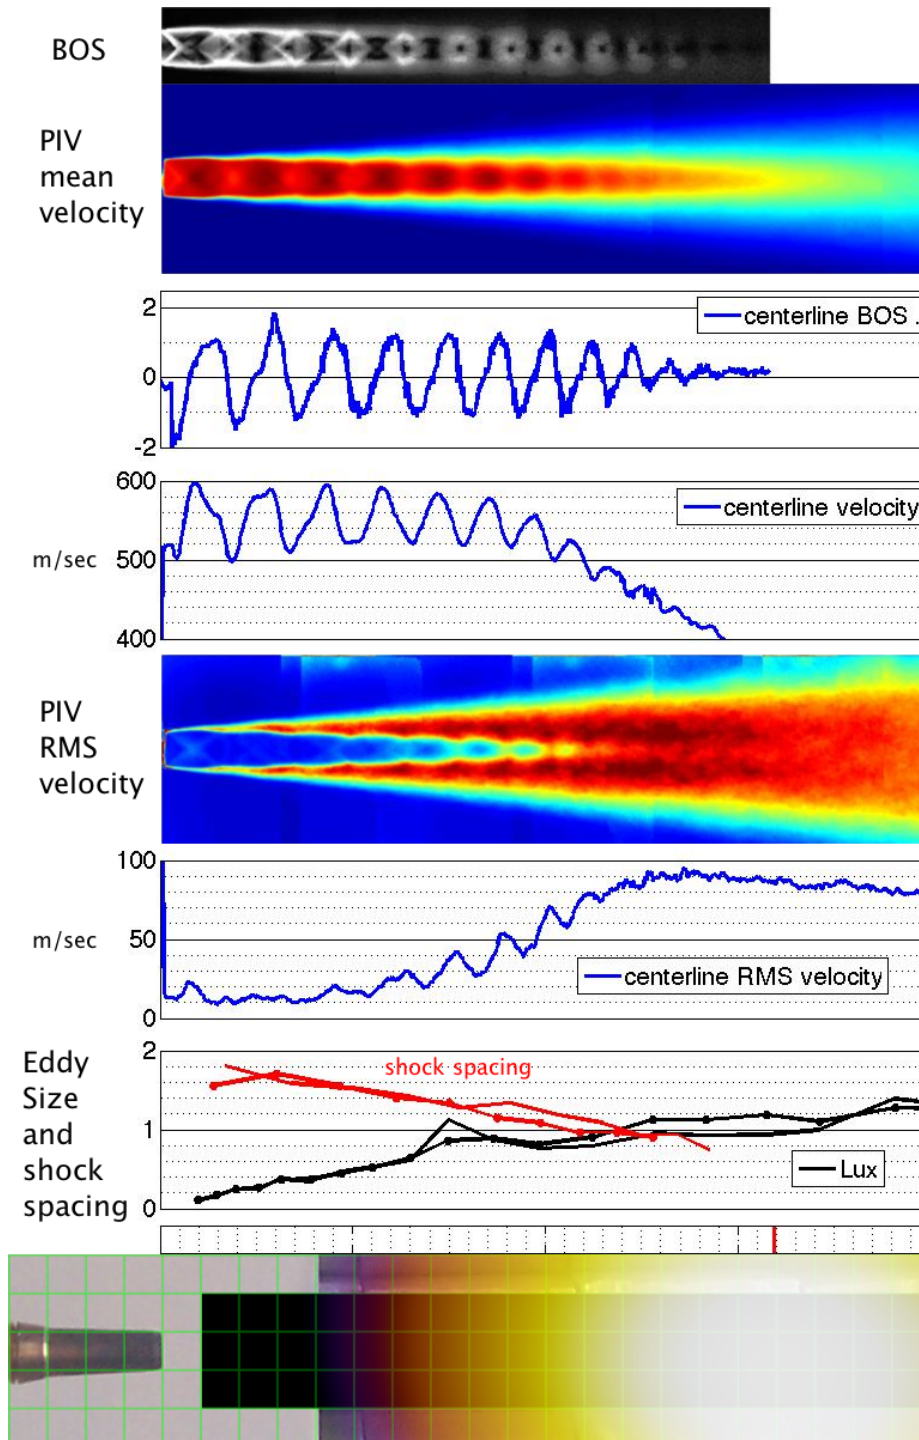 BOS
PIV
mean
velocity
2
centerline BOS .
0
-2
600
centerline velocity
m/sec
500
400
PIV
RMS
velocity
100
m/sec
50
centerline RMS velocity
0
Eddy
Size
and
shock
spacing
2
shock spacing
1
Lux
0